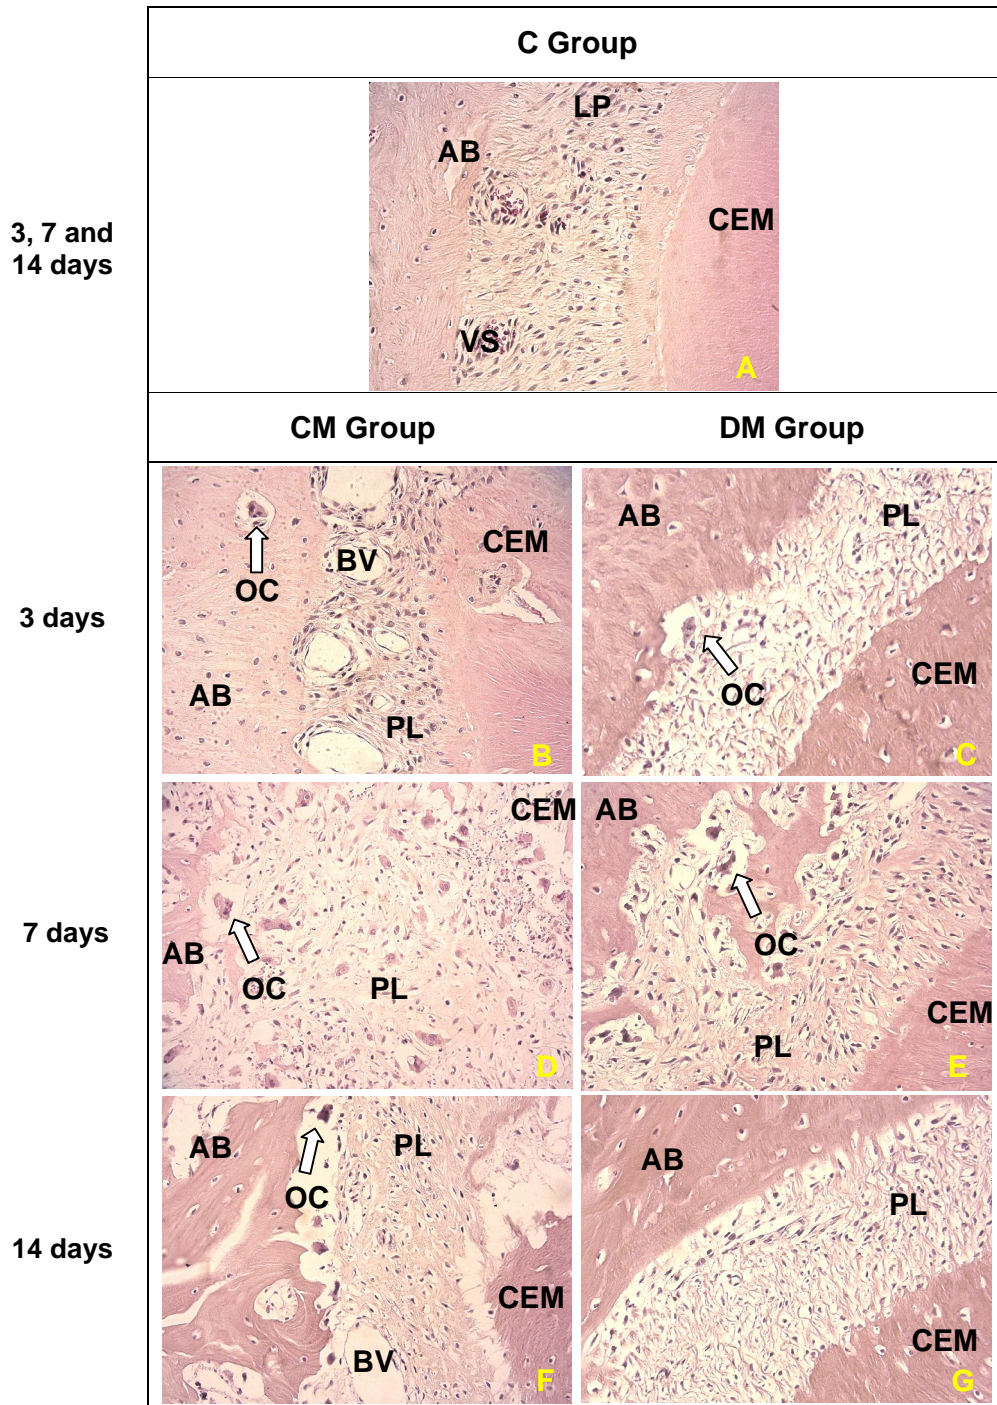 C Group
3, 7 and
14 days
LP
AB
CEM
VS
A
CM Group
DM Group
3 days
OC
BV
CEM
AB
PL
B
AB
PL
OC
CEM
C
7 days
CEM
AB
OC
PL
D
AB
OC
CEM
PL
E
14 days
AB
PL
OC
CEM
BV
F
AB
PL
CEM
G